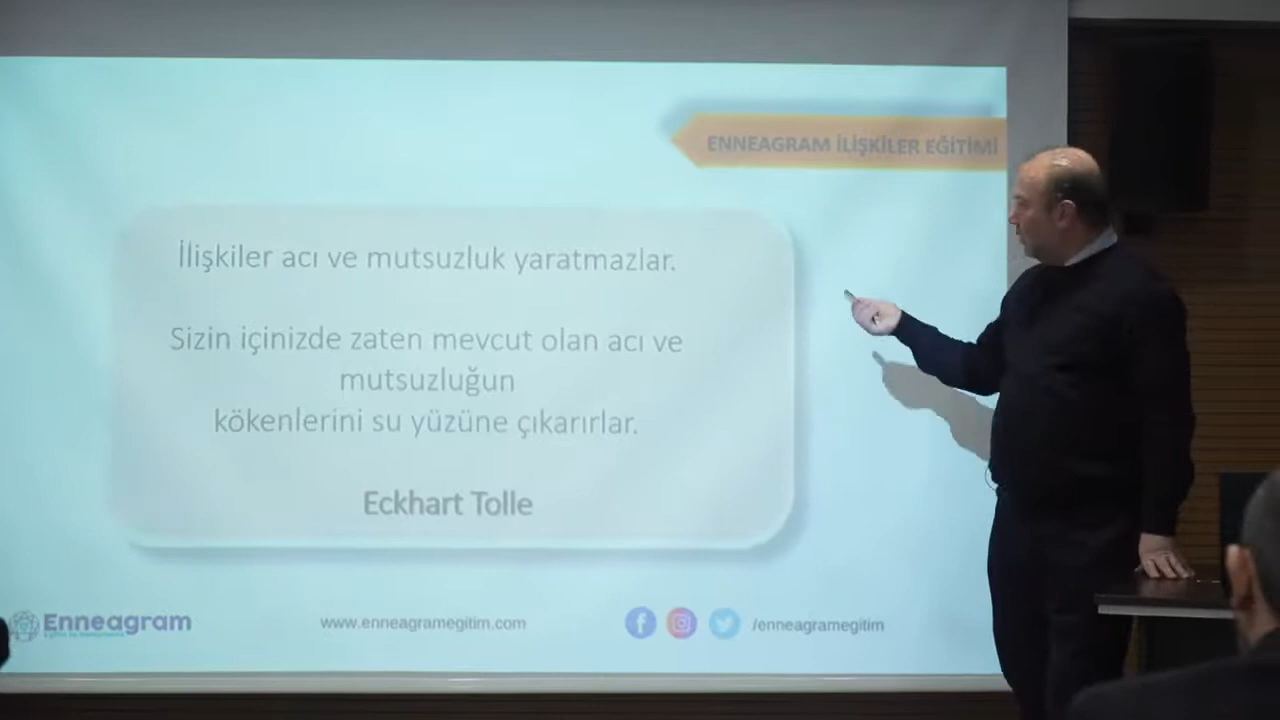 ENNEAGRAM İLİŞKİLER EĞİTİMİ
İlişkiler acı ve mutsuzluk yaratmazlar.
Sizin içinizde zaten mevcut olan acı ve
mutsuzluğun
kökenlerini su yüzüne çıkarırlar.
Eckhart Tolle
Enneagram
www.enneagramegitim.com
/enneagramegitim